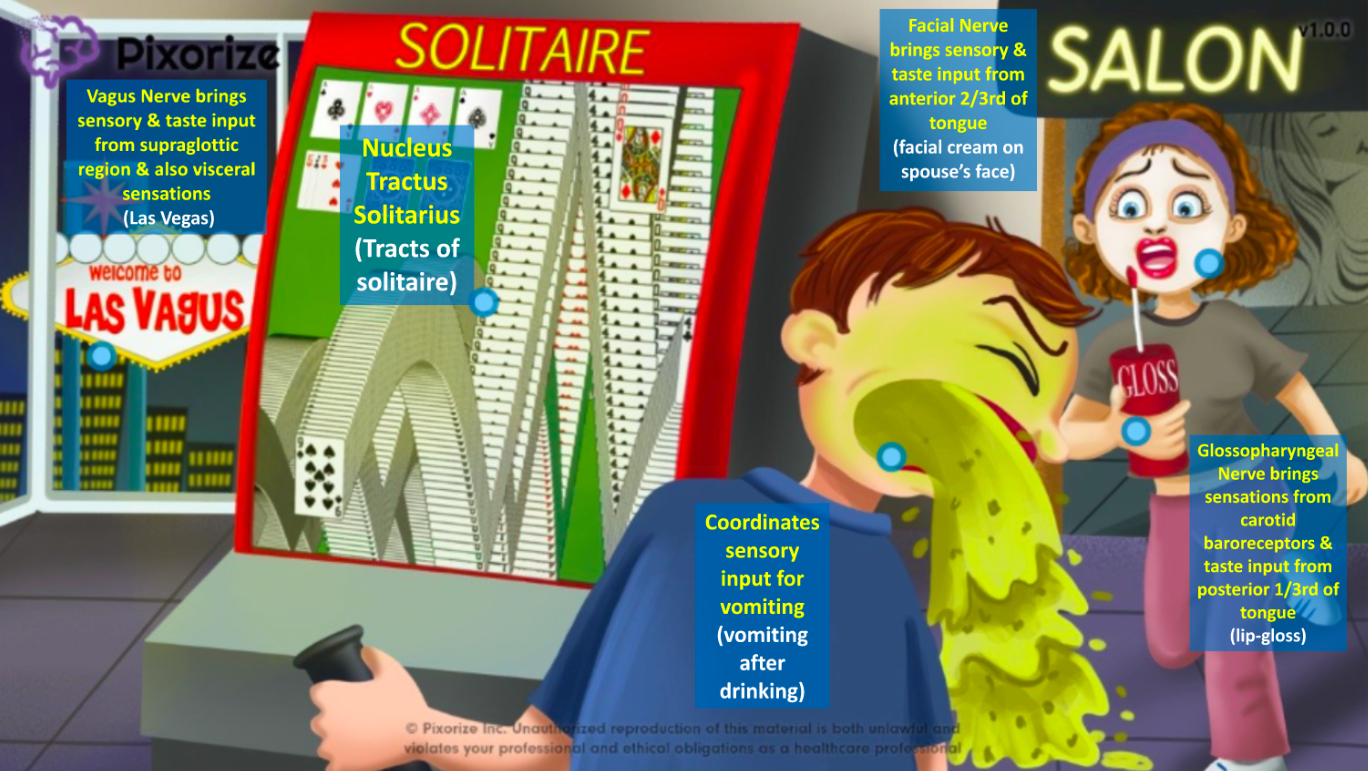 Pixorize
SOLITAIRE
SALON
v1.0.0
Vagus Nerve brings
sensory & taste input
from supraglottic
region & also visceral
sensations
(Las Vegas)
Welcome to
LAS VAGUS
Nucleus
Tractus
Solitarius
(Tracts of
solitaire)
Facial Nerve
brings sensory &
taste input from
anterior 2/3rd of
tongue
(facial cream on
spouse's face)
GLOSS
Glossopharyngeal
Nerve brings
sensations from
carotid
baroreceptors &
taste input from
posterior 1/3rd of
tongue
(lip-gloss)
Coordinates
sensory
input for
vomiting
(vomiting
after
drinking)
© Pixorize Inc. Unauthorized reproduction of this material is both unlawful and
violates your professional and ethical obligations as a healthcare professional